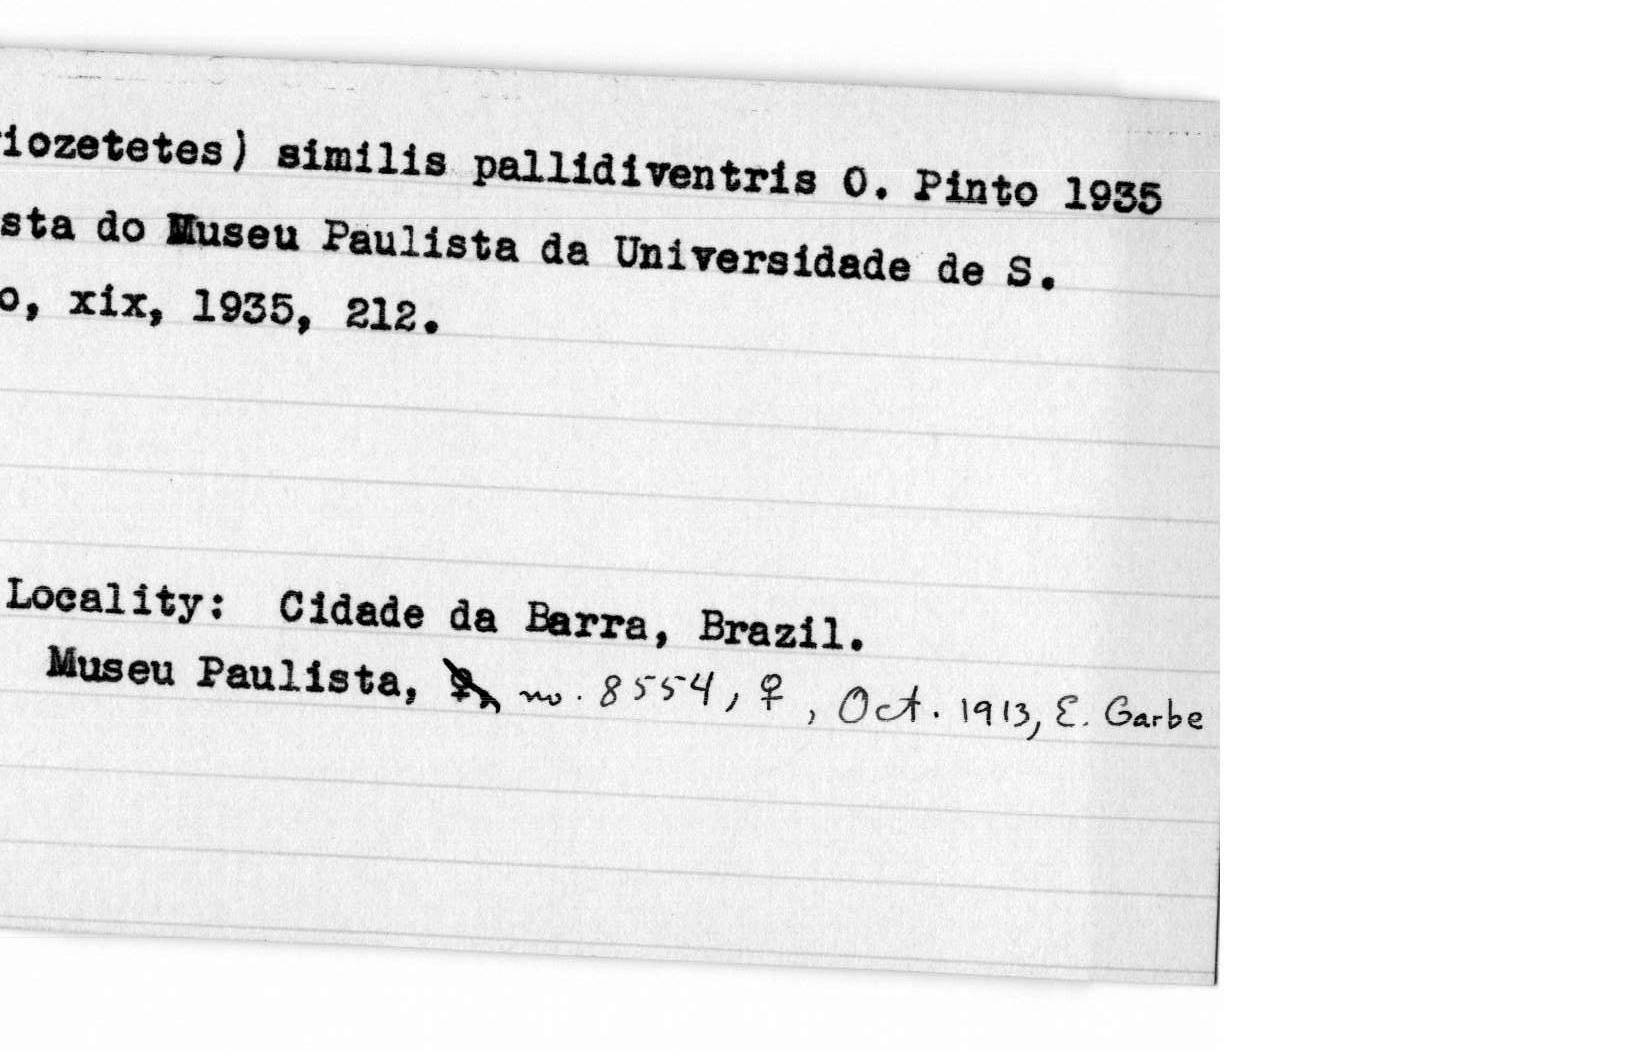 iozetetes) similis pallidiventris O. Pinto 1935
sta do Museu Paulista da Universidade de S.
o, xix, 1935, 212.
Locality: Cidade da Barra, Brazil.
Museu Paulista, no. 8554, ♀, Oct. 1913, E. Garbe